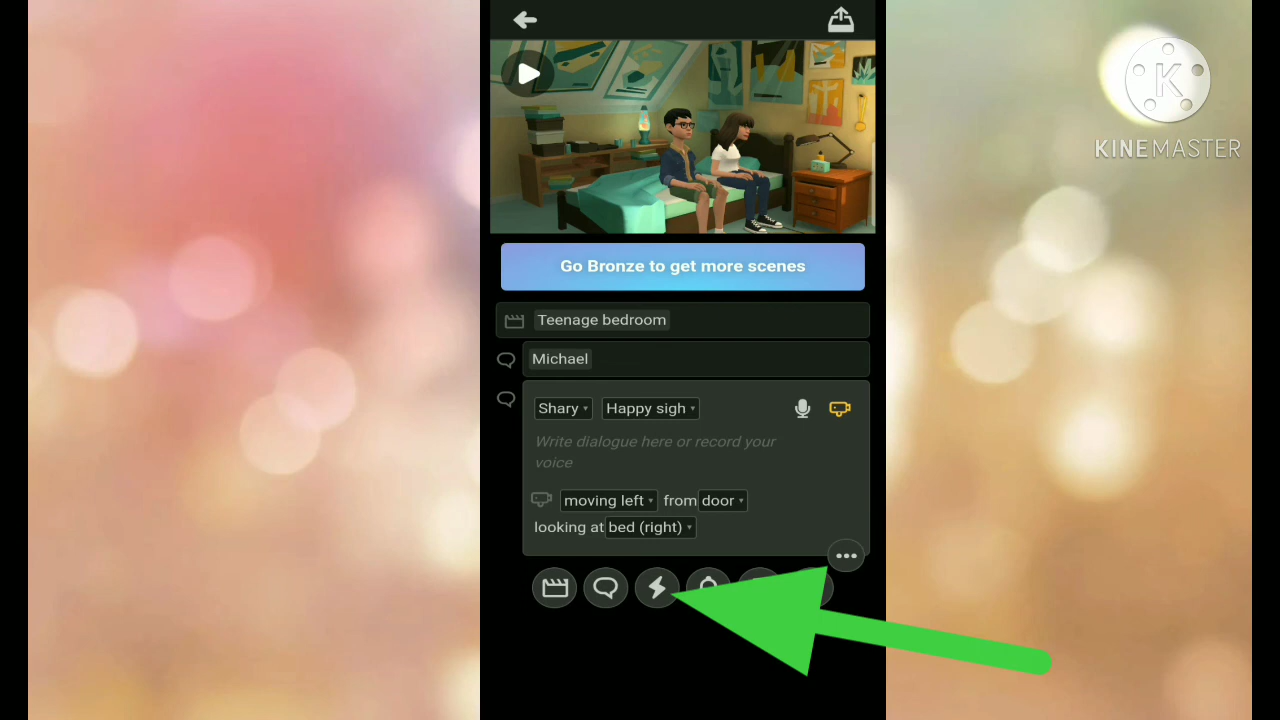 K
KINEMASTER
Go Bronze to get more scenes
Teenage bedroom
Michael
Shary Happy sigh
Write dialogue here or record your
voice
moving left from door
looking at bed (right)